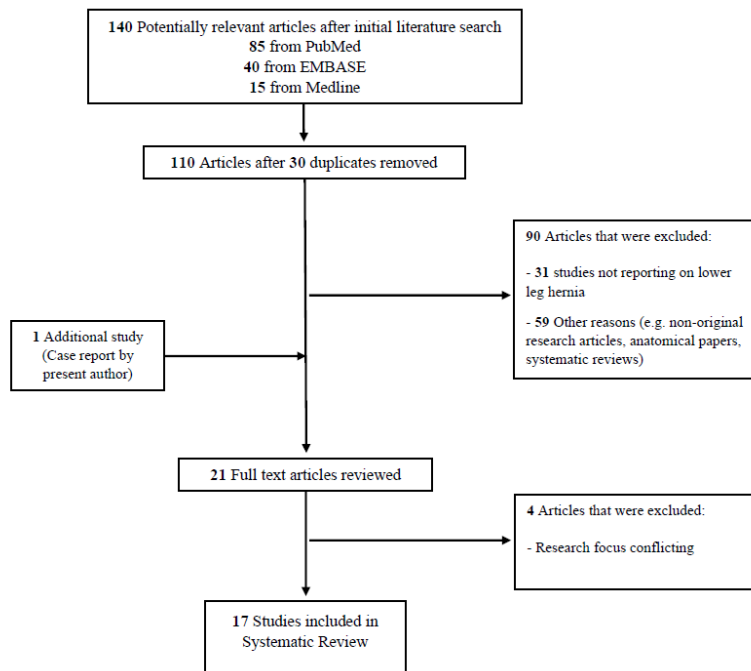 140 Potentially relevant articles after initial literature search
85 from PubMed
40 from EMBASE
15 from Medline
110 Articles after 30 duplicates removed
90 Articles that were excluded:
- 31 studies not reporting on lower
leg hernia
- 59 Other reasons (e.g. non-original
research articles, anatomical papers,
systematic reviews)
1 Additional study
(Case report by
present author)
21 Full text articles reviewed
4 Articles that were excluded:
- Research focus conflicting
17 Studies included in
Systematic Review